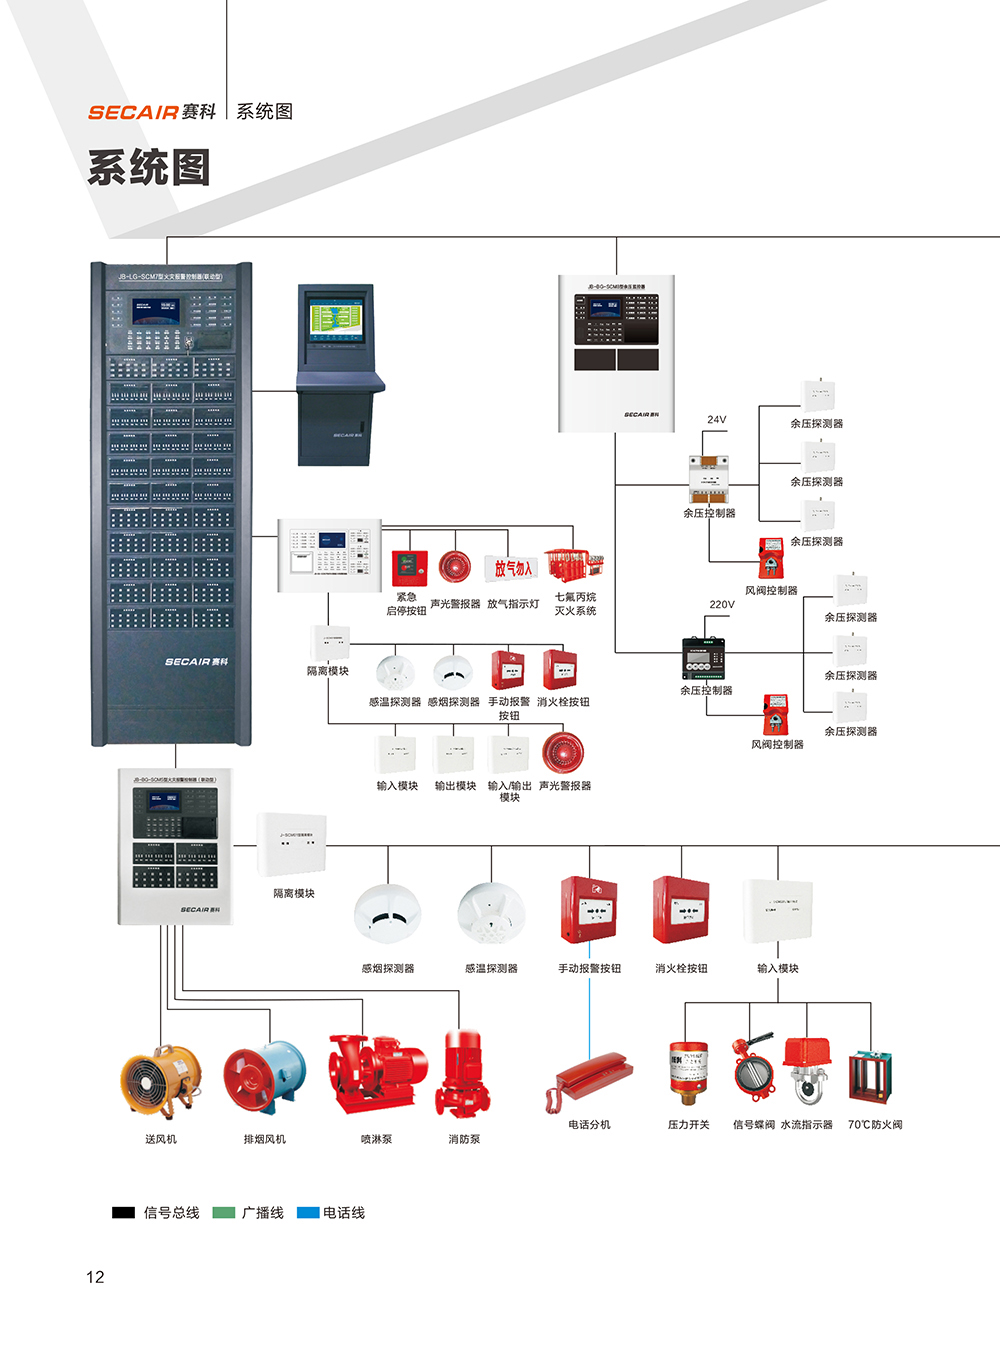 SECAIR赛科 系统图
系统图
JB-LG-SCM7型火灾报警控制器(联动型)
SECAIR赛科
SECAIR赛科
JB-BG-SCM8型余压监控器
SECAIR赛科
24V
余压控制器
余压探测器
余压探测器
余压探测器
风阀控制器
220V
余压控制器
余压探测器
余压探测器
余压探测器
风阀控制器
紧急
启停按钮
声光警报器
放气勿入
放气指示灯
七氟丙烷
灭火系统
隔离模块
感温探测器
感烟探测器
手动报警
按钮
消火栓按钮
输入模块
输出模块
输入/输出
模块
声光警报器
JB-BG-SCM5型火灾报警控制器(联动型)
SECAIR赛科
隔离模块
感烟探测器
感温探测器
手动报警按钮
消火栓按钮
输入模块
送风机
排烟风机
喷淋泵
消防泵
电话分机
压力开关
信号蝶阀
水流指示器
70℃防火阀
信号总线
广播线
电话线
12